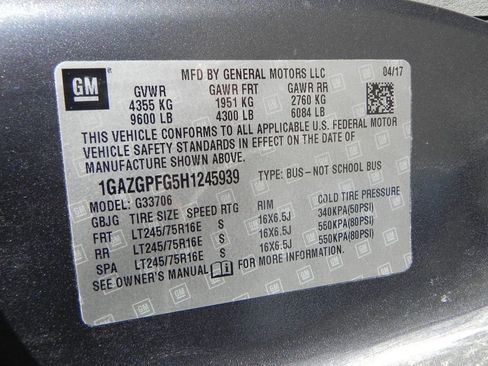 GM
MFD BY GENERAL MOTORS LLC 04/17
GVWR GAWR FRT GAWR RR
4355 KG 1951 KG 2760 KG
9600 LB 4300 LB 6084 LB
THIS VEHICLE CONFORMS TO ALL APPLICABLE U.S. FEDERAL MOTOR
VEHICLE SAFETY STANDARDS IN EFFECT ON THE DATE OF
MANUFACTURE SHOWN ABOVE.
1GAZGPFG5H1245939 TYPE: BUS–NOT SCHOOL BUS
MODEL: G33706
GBJG TIRE SIZE SPEED RTG RIM COLD TIRE PRESSURE
FRT LT245/75R16E S 16X6.5J 340KPA(50PSI)
RR LT245/75R16E S 16X6.5J 550KPA(80PSI)
SPA LT245/75R16E S 16X6.5J 550KPA(80PSI)
SEE OWNER'S MANUAL FOR ADDITIONAL INFORMATION.